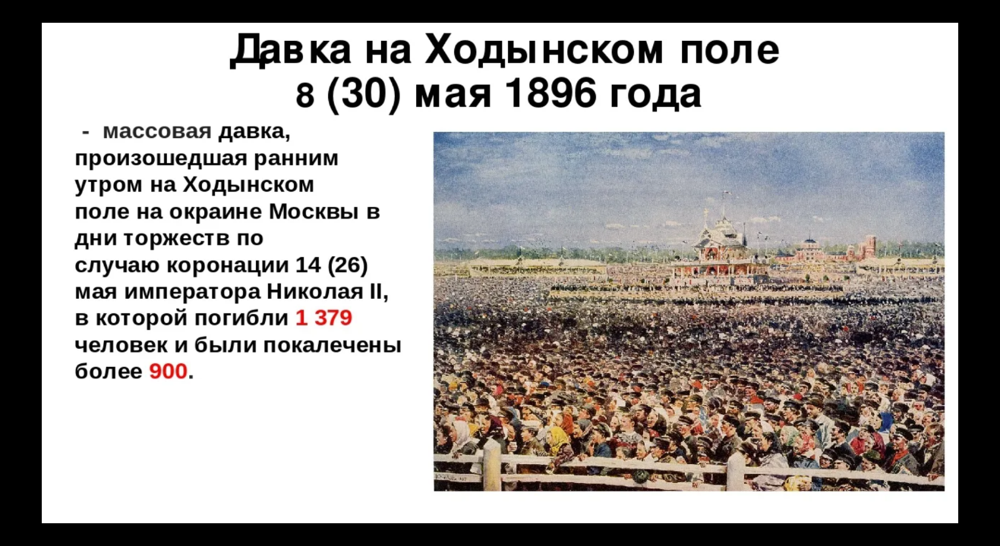 Давка на Ходынском поле
8 (30) мая 1896 года
- массовая давка,
произошедшая ранним
утром на Ходынском
поле на окраине Москвы в
дни торжеств по
случаю коронации 14 (26)
мая императора Николая II,
в которой погибли 1 379
человек и были покалечены
более 900.